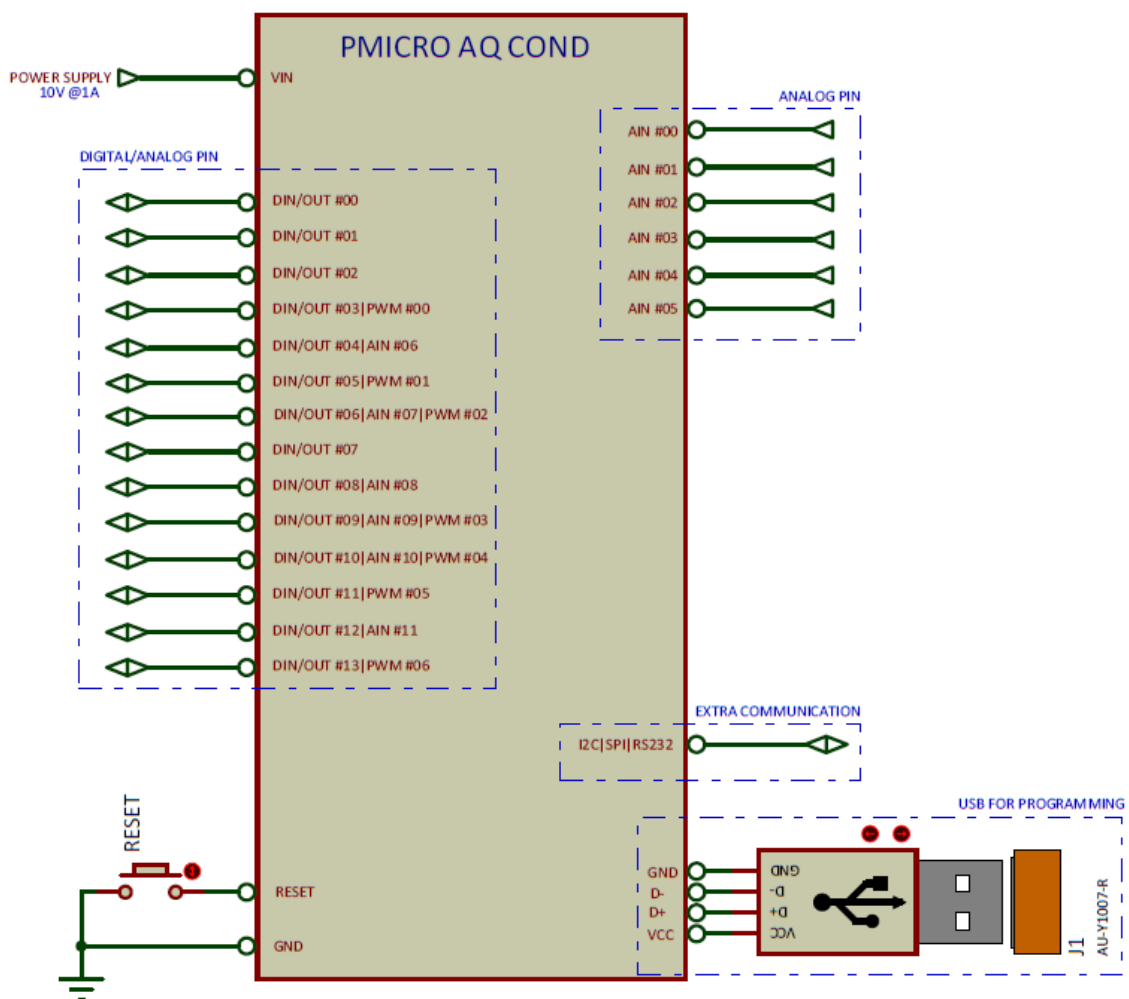 PMICRO AQ COND
POWER SUPPLY
10V @1A
VIN
DIGITAL/ANALOG PIN
DIN/OUT #00
DIN/OUT #01
DIN/OUT #02
DIN/OUT #03|PWM #00
DIN/OUT #04|AIN #06
DIN/OUT #05|PWM #01
DIN/OUT #06|AIN #07|PWM #02
DIN/OUT #07
DIN/OUT #08|AIN #08
DIN/OUT #09|AIN #09|PWM #03
DIN/OUT #10|AIN #10|PWM #04
DIN/OUT #11|PWM #05
DIN/OUT #12|AIN #11
DIN/OUT #13|PWM #06
ANALOG PIN
AIN #00
AIN #01
AIN #02
AIN #03
AIN #04
AIN #05
EXTRA COMMUNICATION
I2C|SPI|RS232
RESET
RESET
GND
USB FOR PROGRAMMING
GND
D-
D+
VCC
GND
D-
D+
VCC
J1
AU-Y1007-R